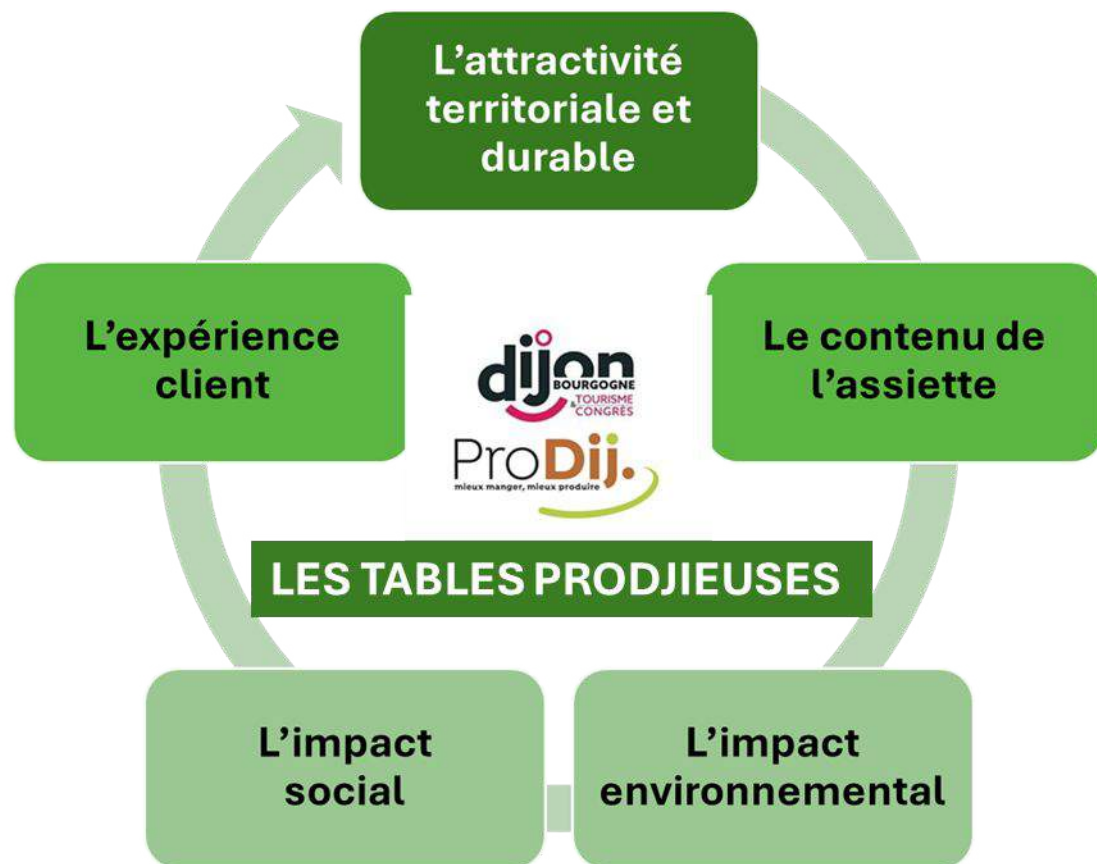 L’attractivité
territoriale et
durable
L’expérience
client
Le contenu de
l’assiette
dijon
BOURGOGNE
& TOURISME
CONGRÈS
ProDij.
mieux manger, mieux produire
LES TABLES PRODJIEUSES
L’impact
social
L’impact
environnemental